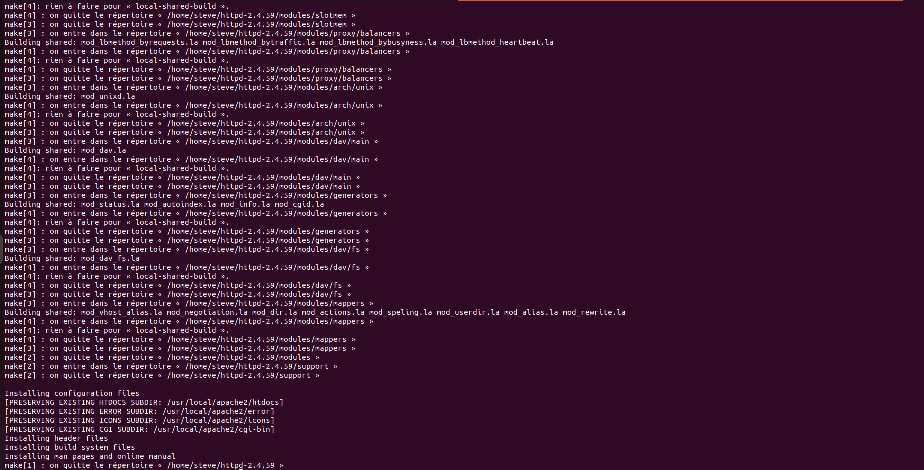 make[4]: rien à faire pour « local-shared-build ».
make[4] : on quitte le répertoire « /home/steve/httpd-2.4.59/modules/slotmem »
make[3] : on quitte le répertoire « /home/steve/httpd-2.4.59/modules/slotmem »
make[3] : on entre dans le répertoire « /home/steve/httpd-2.4.59/modules/proxy/balancers »
Building shared: mod_lbmethod_byrequests.la mod_lbmethod_bytraffic.la mod_lbmethod_bybusyness.la mod_lbmethod_heartbeat.la
make[4] : on entre dans le répertoire « /home/steve/httpd-2.4.59/modules/proxy/balancers »
make[4]: rien à faire pour « local-shared-build ».
make[4] : on quitte le répertoire « /home/steve/httpd-2.4.59/modules/proxy/balancers »
make[3] : on quitte le répertoire « /home/steve/httpd-2.4.59/modules/proxy/balancers »
make[3] : on entre dans le répertoire « /home/steve/httpd-2.4.59/modules/arch/unix »
Building shared: mod_unixd.la
make[4] : on entre dans le répertoire « /home/steve/httpd-2.4.59/modules/arch/unix »
make[4]: rien à faire pour « local-shared-build ».
make[4] : on quitte le répertoire « /home/steve/httpd-2.4.59/modules/arch/unix »
make[3] : on quitte le répertoire « /home/steve/httpd-2.4.59/modules/arch/unix »
make[3] : on entre dans le répertoire « /home/steve/httpd-2.4.59/modules/dav/main »
Building shared: mod_dav.la
make[4] : on entre dans le répertoire « /home/steve/httpd-2.4.59/modules/dav/main »
make[4]: rien à faire pour « local-shared-build ».
make[4] : on quitte le répertoire « /home/steve/httpd-2.4.59/modules/dav/main »
make[3] : on quitte le répertoire « /home/steve/httpd-2.4.59/modules/dav/main »
make[3] : on entre dans le répertoire « /home/steve/httpd-2.4.59/modules/generators »
Building shared: mod_status.la mod_autoindex.la mod_info.la mod_cgid.la
make[4] : on entre dans le répertoire « /home/steve/httpd-2.4.59/modules/generators »
make[4]: rien à faire pour « local-shared-build ».
make[4] : on quitte le répertoire « /home/steve/httpd-2.4.59/modules/generators »
make[3] : on quitte le répertoire « /home/steve/httpd-2.4.59/modules/generators »
make[3] : on entre dans le répertoire « /home/steve/httpd-2.4.59/modules/dav/fs »
Building shared: mod_dav_fs.la
make[4] : on entre dans le répertoire « /home/steve/httpd-2.4.59/modules/dav/fs »
make[4]: rien à faire pour « local-shared-build ».
make[4] : on quitte le répertoire « /home/steve/httpd-2.4.59/modules/dav/fs »
make[3] : on quitte le répertoire « /home/steve/httpd-2.4.59/modules/dav/fs »
make[3] : on entre dans le répertoire « /home/steve/httpd-2.4.59/modules/mappers »
Building shared: mod_vhost_alias.la mod_negotiation.la mod_dir.la mod_actions.la mod_speling.la mod_userdir.la mod_alias.la mod_rewrite.la
make[4] : on entre dans le répertoire « /home/steve/httpd-2.4.59/modules/mappers »
make[4]: rien à faire pour « local-shared-build ».
make[4] : on quitte le répertoire « /home/steve/httpd-2.4.59/modules/mappers »
make[3] : on quitte le répertoire « /home/steve/httpd-2.4.59/modules/mappers »
make[2] : on quitte le répertoire « /home/steve/httpd-2.4.59/modules »
make[2] : on entre dans le répertoire « /home/steve/httpd-2.4.59/support »
make[2] : on quitte le répertoire « /home/steve/httpd-2.4.59/support »
Installing configuration files
[PRESERVING EXISTING HTDOCS SUBDIR: /usr/local/apache2/htdocs]
[PRESERVING EXISTING ERROR SUBDIR: /usr/local/apache2/error]
[PRESERVING EXISTING ICONS SUBDIR: /usr/local/apache2/icons]
[PRESERVING EXISTING CGI SUBDIR: /usr/local/apache2/cgi-bin]
Installing header files
Installing build system files
Installing man pages and online manual
make[1] : on quitte le répertoire « /home/steve/httpd-2.4.59 »